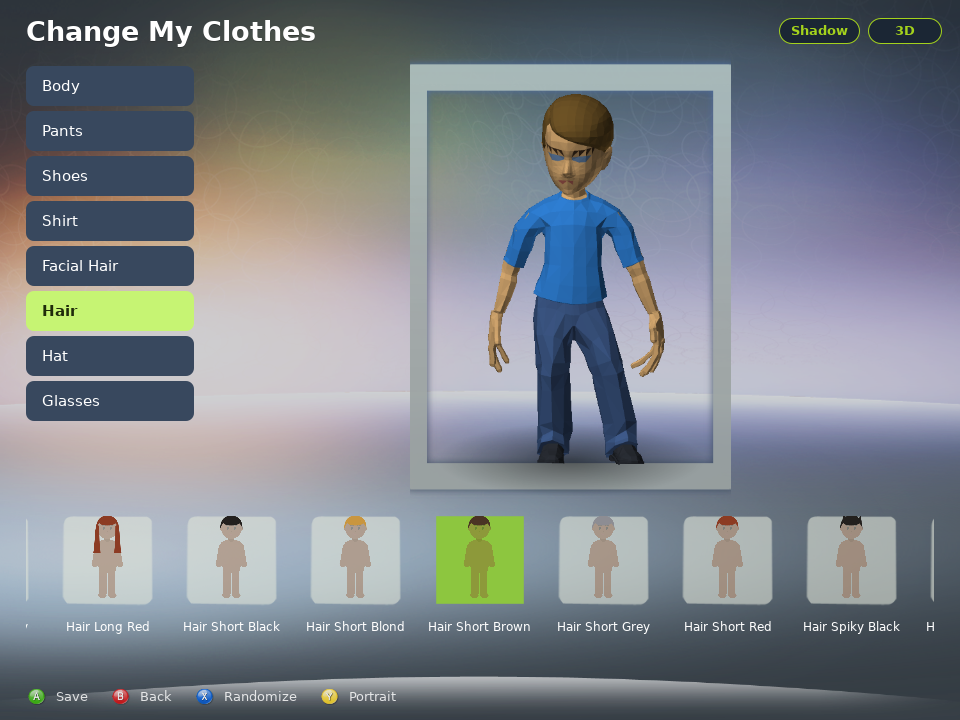 Change My Clothes
Shadow
3D
Body
Pants
Shoes
Shirt
Facial Hair
Hair
Hat
Glasses
Hair Long Red
Hair Short Black
Hair Short Blond
Hair Short Brown
Hair Short Grey
Hair Short Red
Hair Spiky Black
H
A Save
B Back
X Randomize
Y Portrait